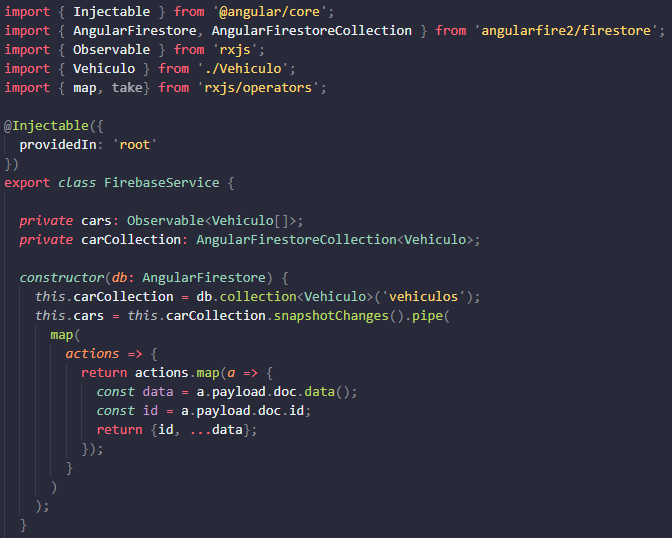 import { Injectable } from '@angular/core';
import { AngularFirestore, AngularFirestoreCollection } from 'angularfire2/firestore';
import { Observable } from 'rxjs';
import { Vehiculo } from './Vehiculo';
import { map, take} from 'rxjs/operators';

@Injectable({
  providedIn: 'root'
})
export class FirebaseService {

  private cars: Observable<Vehiculo[]>;
  private carCollection: AngularFirestoreCollection<Vehiculo>;

  constructor(db: AngularFirestore) {
    this.carCollection = db.collection<Vehiculo>('vehiculos');
    this.cars = this.carCollection.snapshotChanges().pipe(
      map(
        actions => {
          return actions.map(a => {
            const data = a.payload.doc.data();
            const id = a.payload.doc.id;
            return {id, ...data};
          });
        }
      )
    );
  }